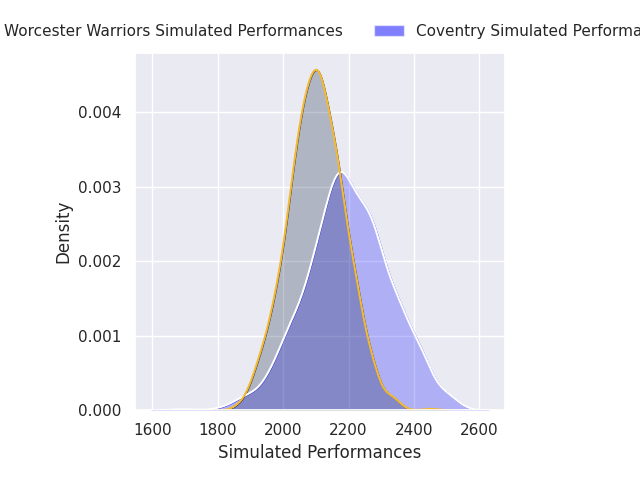 Worcester Warriors Simulated Performances
Coventry Simulated Performa
0.004
0.003
0.002
0.001
0.000
Density
1600 1800 2000 2200 2400 2600
Simulated Performances